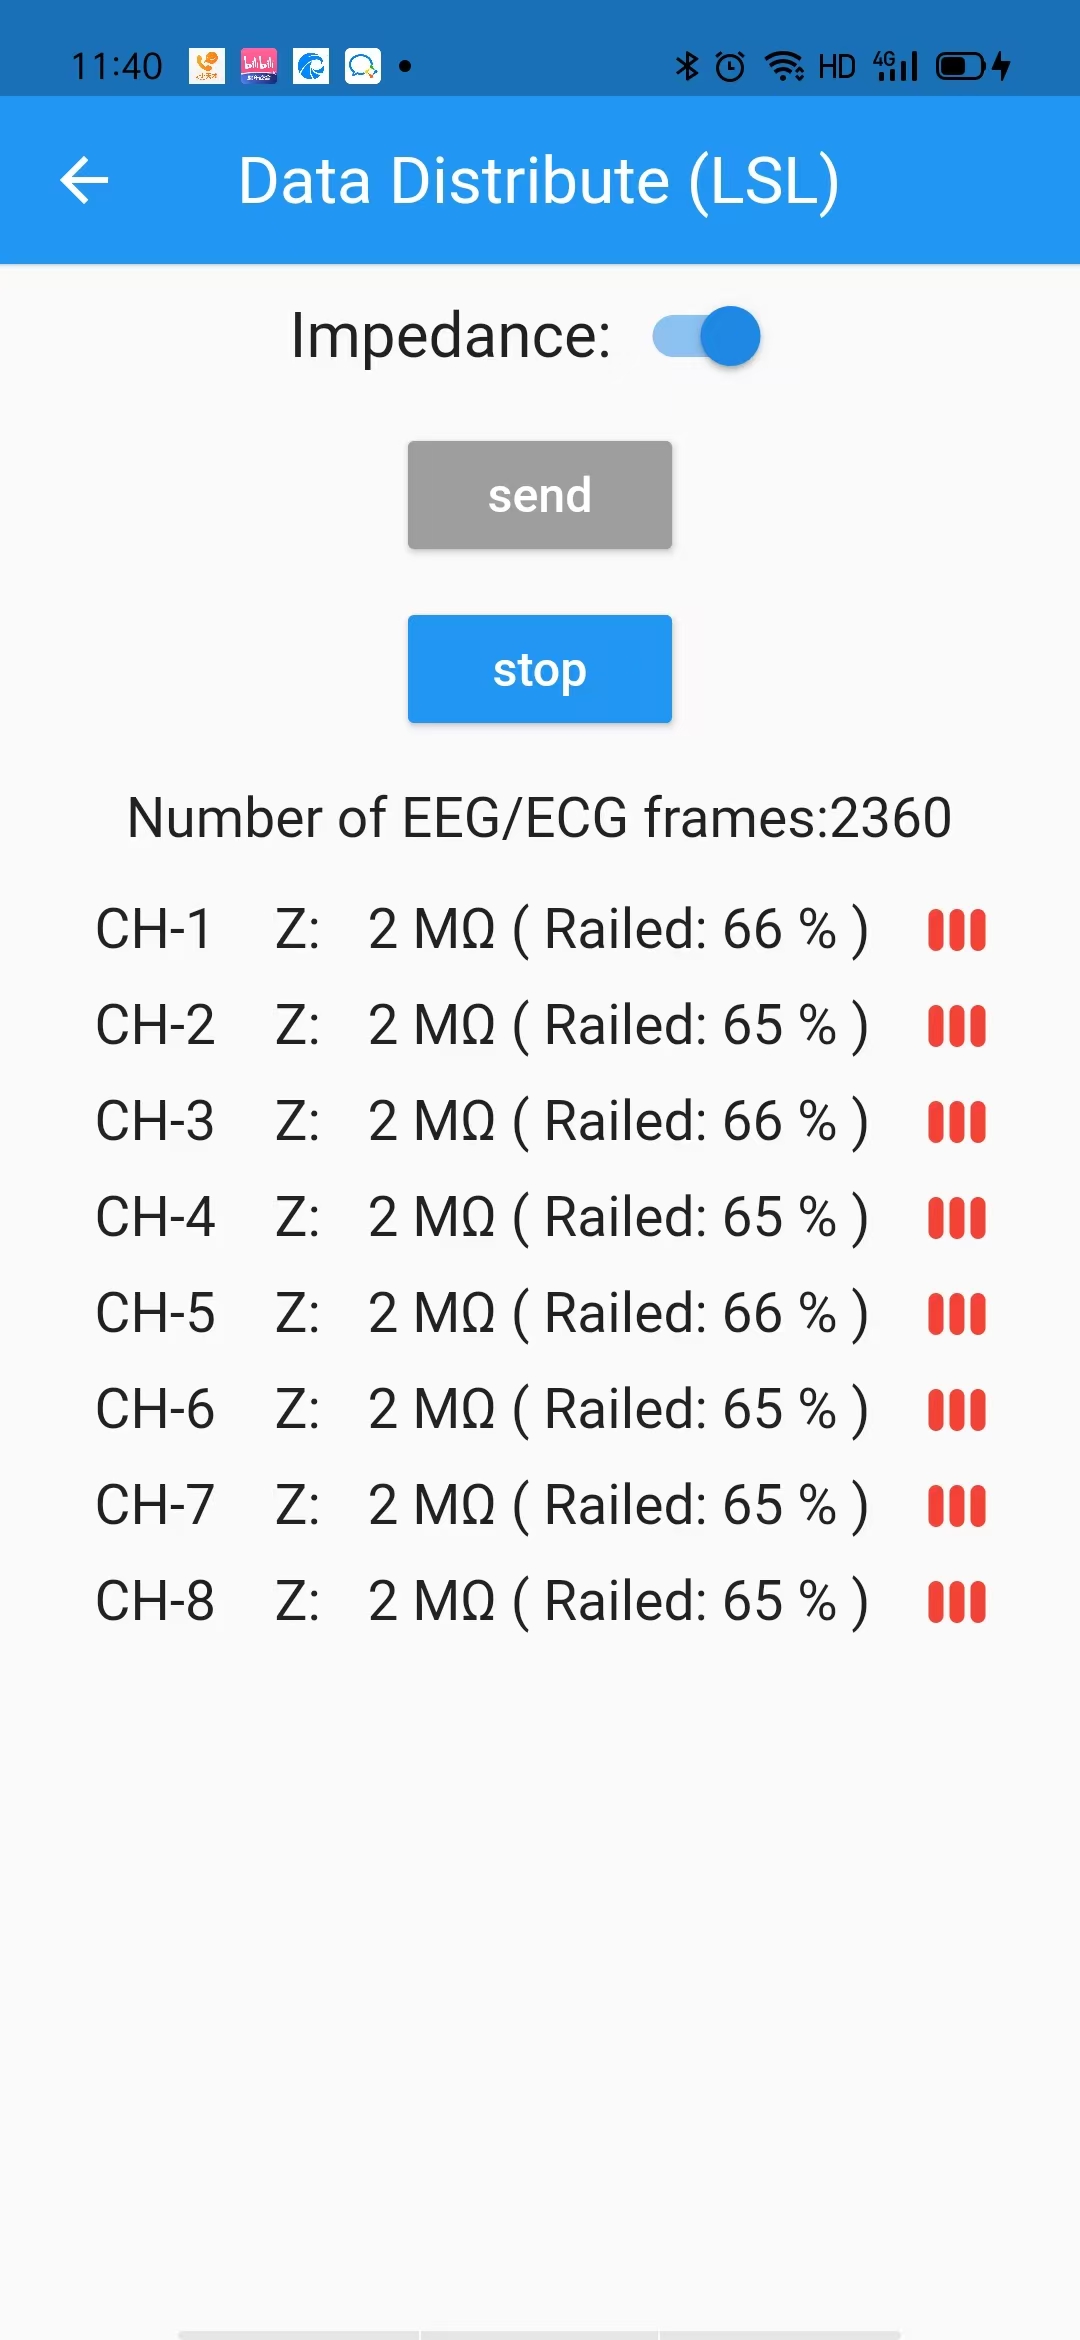 11:40 HD 4G
Data Distribute (LSL)
Impedance:
send
stop
Number of EEG/ECG frames:2360
CH-1 Z: 2 MΩ ( Railed: 66 % )
CH-2 Z: 2 MΩ ( Railed: 65 % )
CH-3 Z: 2 MΩ ( Railed: 66 % )
CH-4 Z: 2 MΩ ( Railed: 65 % )
CH-5 Z: 2 MΩ ( Railed: 66 % )
CH-6 Z: 2 MΩ ( Railed: 65 % )
CH-7 Z: 2 MΩ ( Railed: 65 % )
CH-8 Z: 2 MΩ ( Railed: 65 % )